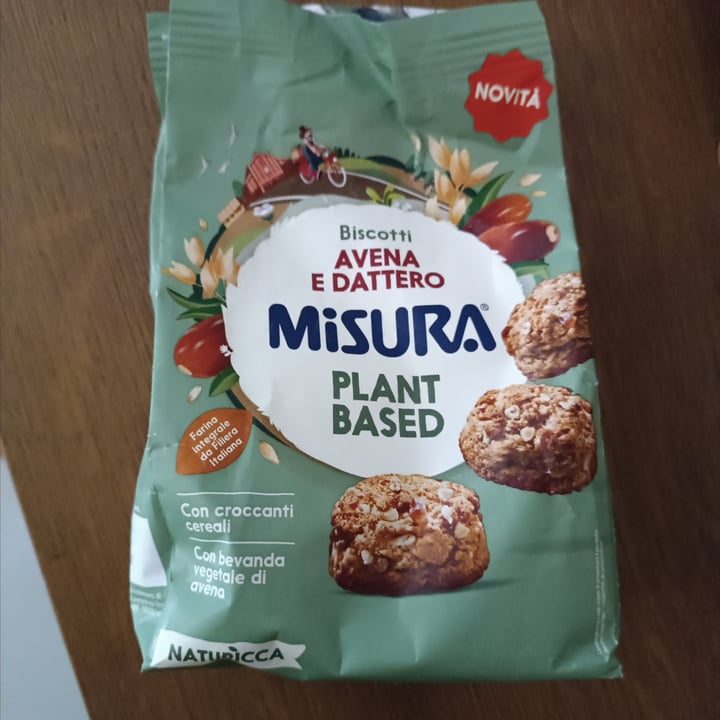 NOVITÀ
Biscotti
AVENA
E DATTERO
MiSURA®
PLANT
BASED
Farina
integrale
da Filiera
Italiana
Con croccanti
cereali
Con bevanda
vegetale di
avena
NATURICCA